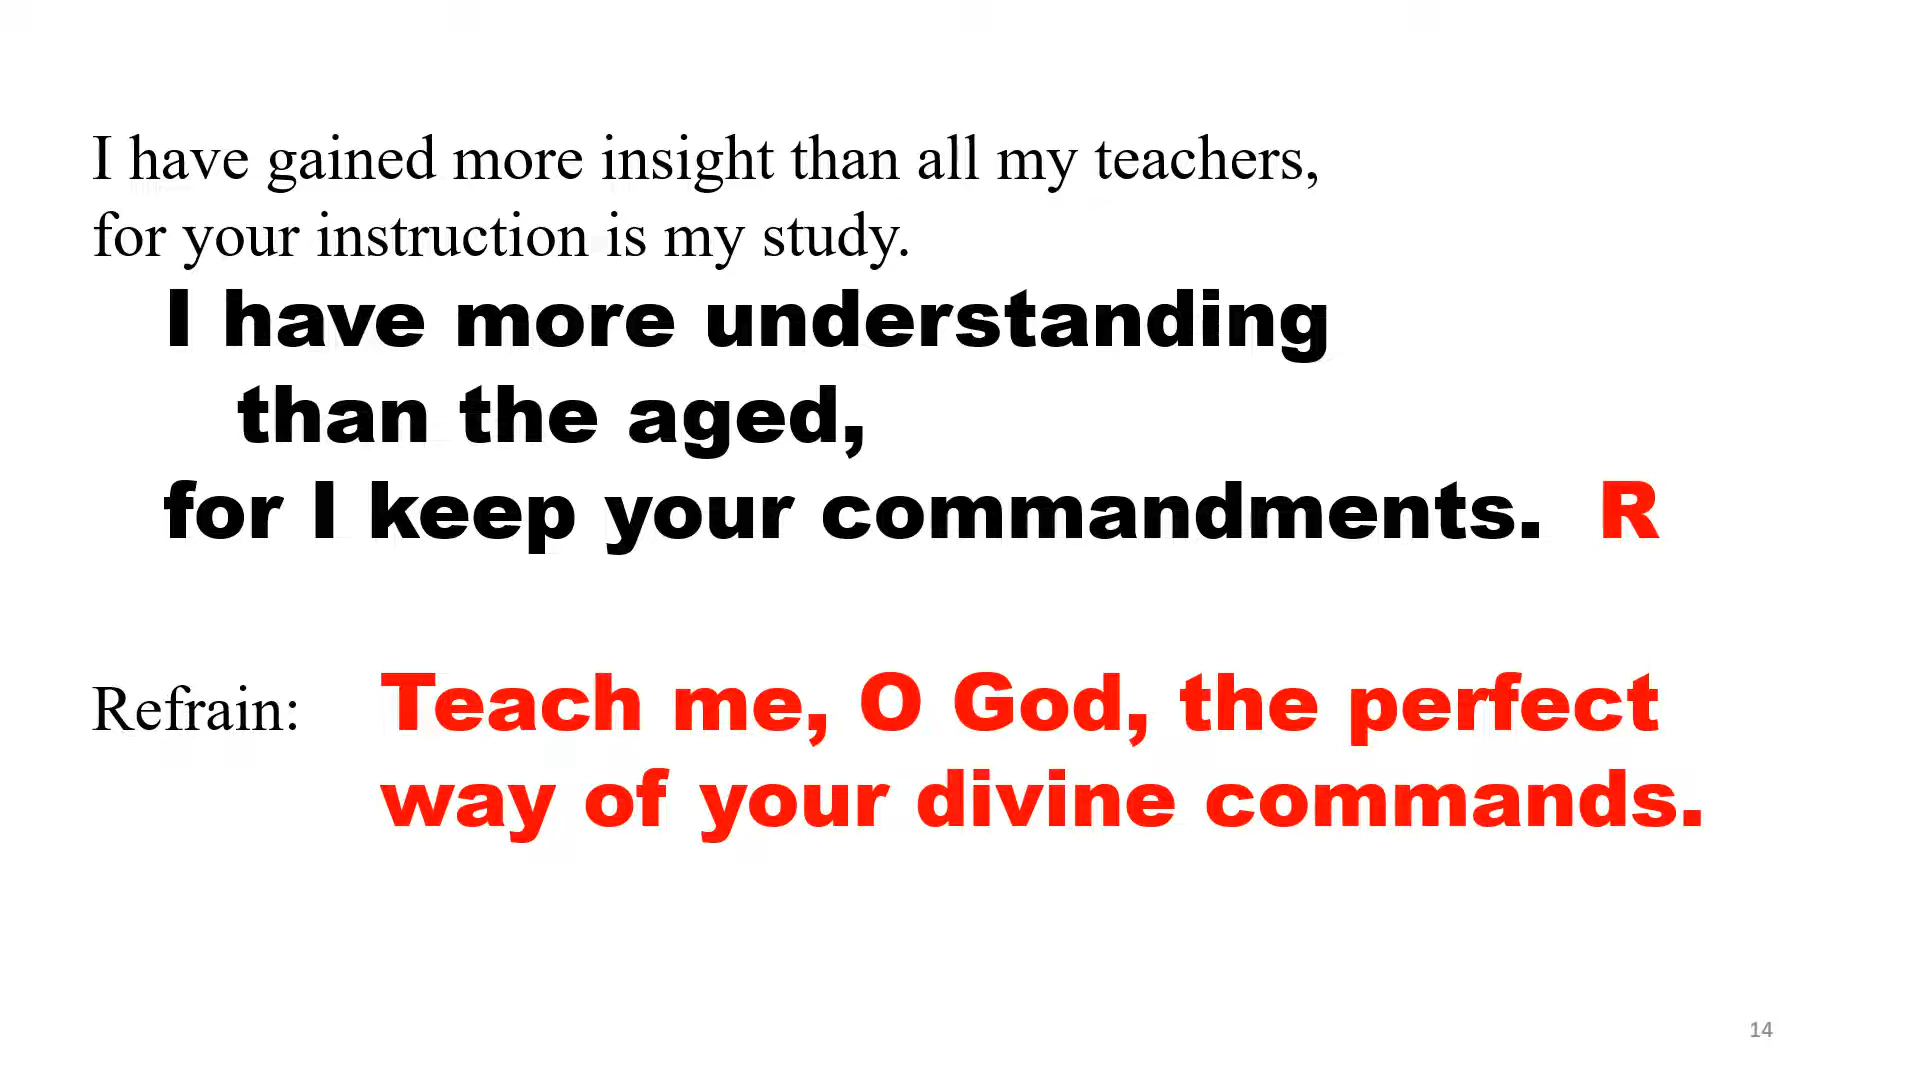 I have gained more insight than all my teachers,
for your instruction is my study.
I have more understanding
than the aged,
for I keep your commandments. R
Refrain: Teach me, O God, the perfect
way of your divine commands.
14